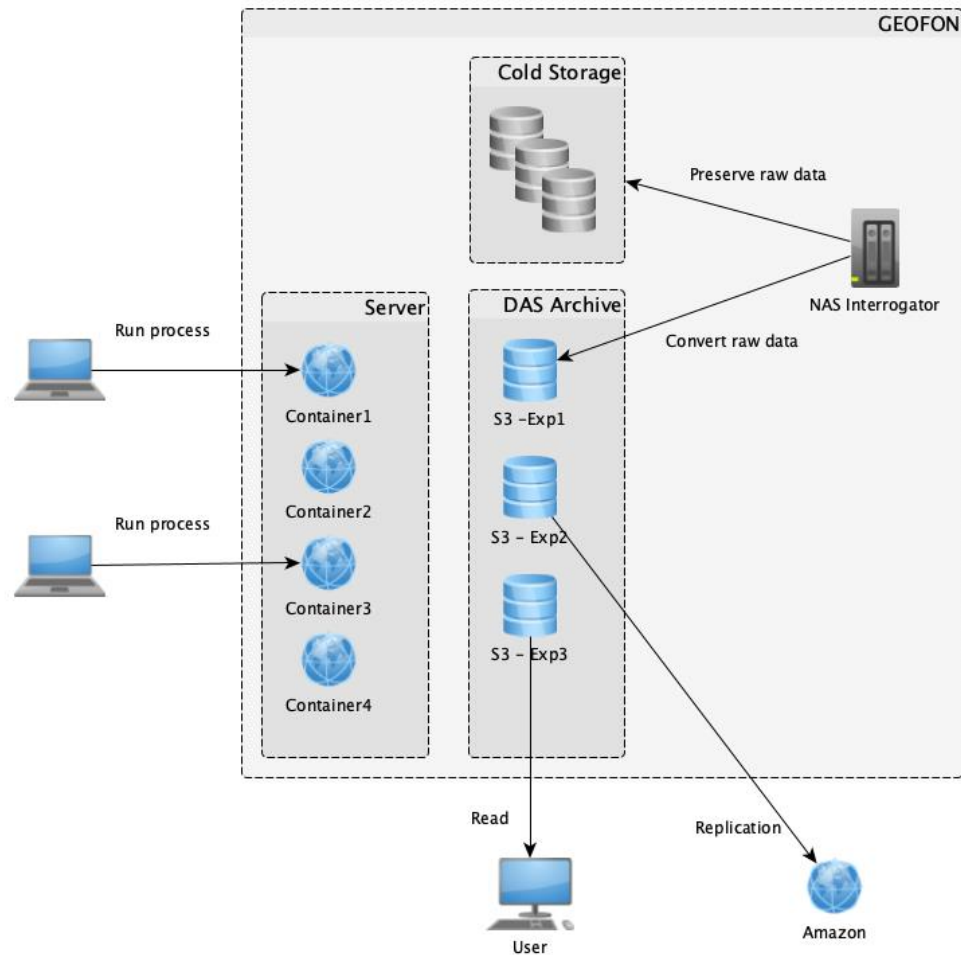 GEOFON
Cold Storage
Preserve raw data
NAS Interrogator
Server
DAS Archive
Run process
Convert raw data
Container1
S3 -Exp1
Container2
Run process
S3 - Exp2
Container3
S3 - Exp3
Container4
Read
Replication
User
Amazon